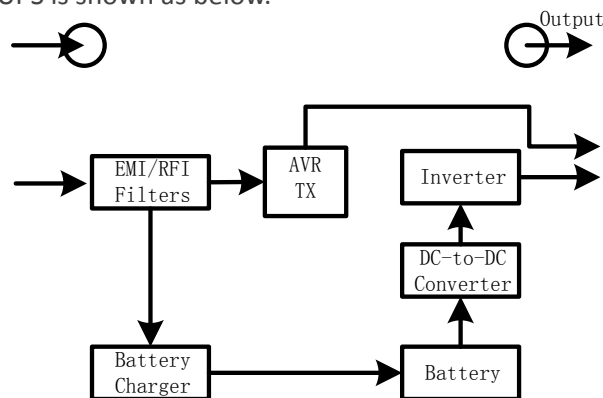 UPS is shown as below.
Output
EMI/RFI
Filters
AVR
TX
Inverter
DC-to-DC
Converter
Battery
Charger
Battery